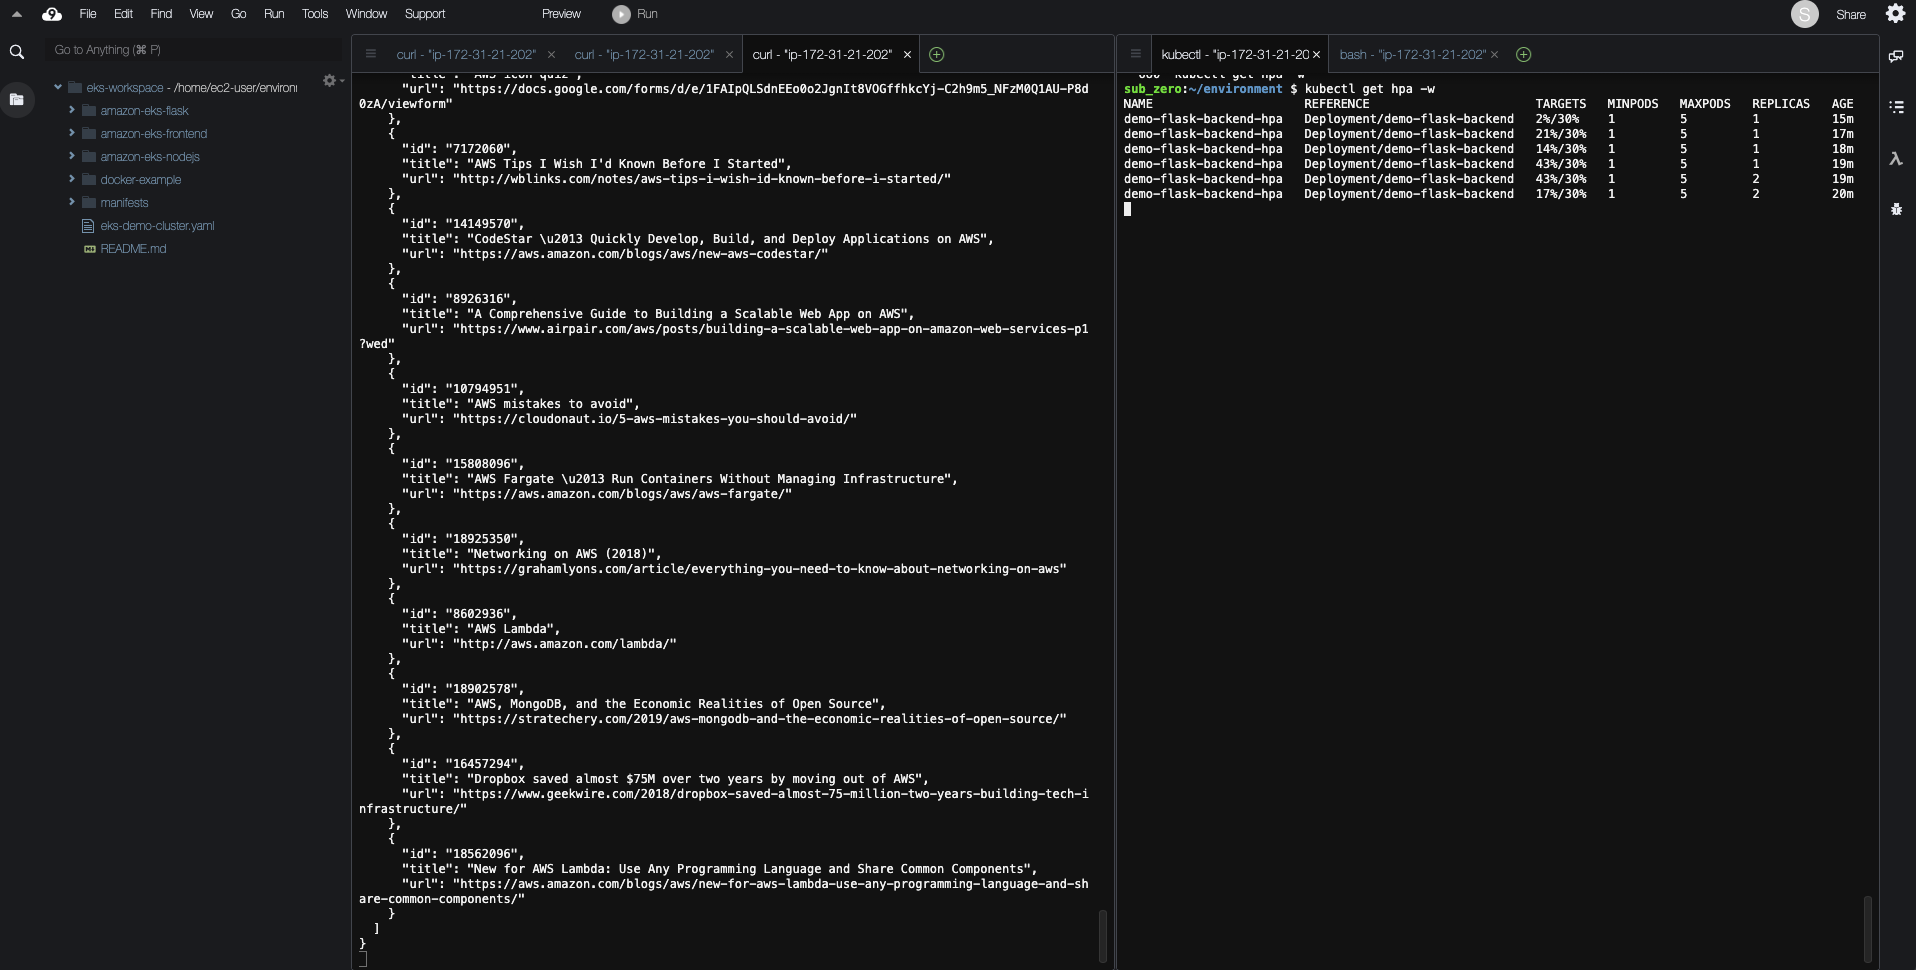 File Edit Find View Go Run Tools Window Support Preview Run S Share
Go to Anything (⌘ P)
eks-workspace - /home/ec2-user/environ
amazon-eks-flask
amazon-eks-frontend
amazon-eks-nodejs
docker-example
manifests
eks-demo-cluster.yaml
README.md
curl - "ip-172-31-21-202" × curl - "ip-172-31-21-202" × curl - "ip-172-31-21-202" ×
"title": "AWS icon quiz",
"url": "https://docs.google.com/forms/d/e/1FAIpQLSdnEEo0o2JgnIt8VOGffhkcYj-C2h9m5_NFzM0Q1AU-P8d
0zA/viewform"
},
{
"id": "7172060",
"title": "AWS Tips I Wish I'd Known Before I Started",
"url": "http://wblinks.com/notes/aws-tips-i-wish-id-known-before-i-started/"
},
{
"id": "14149570",
"title": "CodeStar \u2013 Quickly Develop, Build, and Deploy Applications on AWS",
"url": "https://aws.amazon.com/blogs/aws/new-aws-codestar/"
},
{
"id": "8926316",
"title": "A Comprehensive Guide to Building a Scalable Web App on AWS",
"url": "https://www.airpair.com/aws/posts/building-a-scalable-web-app-on-amazon-web-services-p1
?wed"
},
{
"id": "10794951",
"title": "AWS mistakes to avoid",
"url": "https://cloudonaut.io/5-aws-mistakes-you-should-avoid/"
},
{
"id": "15808096",
"title": "AWS Fargate \u2013 Run Containers Without Managing Infrastructure",
"url": "https://aws.amazon.com/blogs/aws/aws-fargate/"
},
{
"id": "18925350",
"title": "Networking on AWS (2018)",
"url": "https://grahamlyons.com/article/everything-you-need-to-know-about-networking-on-aws"
},
{
"id": "8602936",
"title": "AWS Lambda",
"url": "http://aws.amazon.com/lambda/"
},
{
"id": "18902578",
"title": "AWS, MongoDB, and the Economic Realities of Open Source",
"url": "https://stratechery.com/2019/aws-mongodb-and-the-economic-realities-of-open-source/"
},
{
"id": "16457294",
"title": "Dropbox saved almost $75M over two years by moving out of AWS",
"url": "https://www.geekwire.com/2018/dropbox-saved-almost-75-million-two-years-building-tech-i
nfrastructure/"
},
{
"id": "18562096",
"title": "New for AWS Lambda: Use Any Programming Language and Share Common Components",
"url": "https://aws.amazon.com/blogs/aws/new-for-aws-lambda-use-any-programming-language-and-sh
are-common-components/"
}
]
}
kubectl - "ip-172-31-21-20 × bash - "ip-172-31-21-202" ×
kubectl get hpa -w
sub_zero:~/environment $ kubectl get hpa -w
NAME REFERENCE TARGETS MINPODS MAXPODS REPLICAS AGE
demo-flask-backend-hpa Deployment/demo-flask-backend 2%/30% 1 5 1 15m
demo-flask-backend-hpa Deployment/demo-flask-backend 21%/30% 1 5 1 17m
demo-flask-backend-hpa Deployment/demo-flask-backend 14%/30% 1 5 1 18m
demo-flask-backend-hpa Deployment/demo-flask-backend 43%/30% 1 5 1 19m
demo-flask-backend-hpa Deployment/demo-flask-backend 43%/30% 1 5 2 19m
demo-flask-backend-hpa Deployment/demo-flask-backend 17%/30% 1 5 2 20m